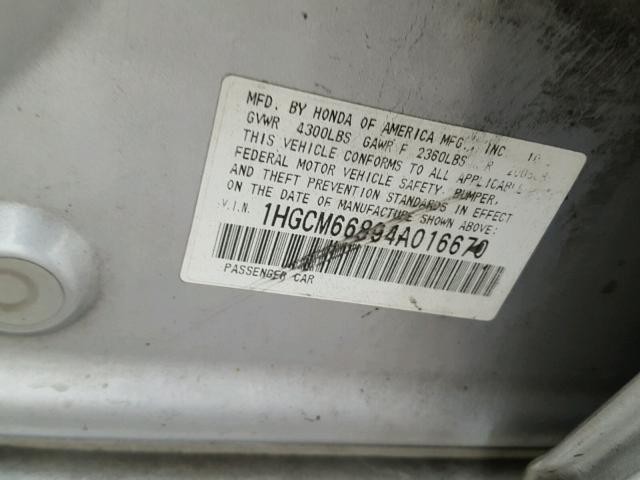 MFD. BY HONDA OF AMERICA MFG., INC.
GVWR 4300LBS GAWR F 2360LBS R
THIS VEHICLE CONFORMS TO ALL APPLICABLE
FEDERAL MOTOR VEHICLE SAFETY, BUMPER,
AND THEFT PREVENTION STANDARDS IN EFFECT
ON THE DATE OF MANUFACTURE SHOWN ABOVE:
V.I.N. 1HGCM66894A016670
PASSENGER CAR